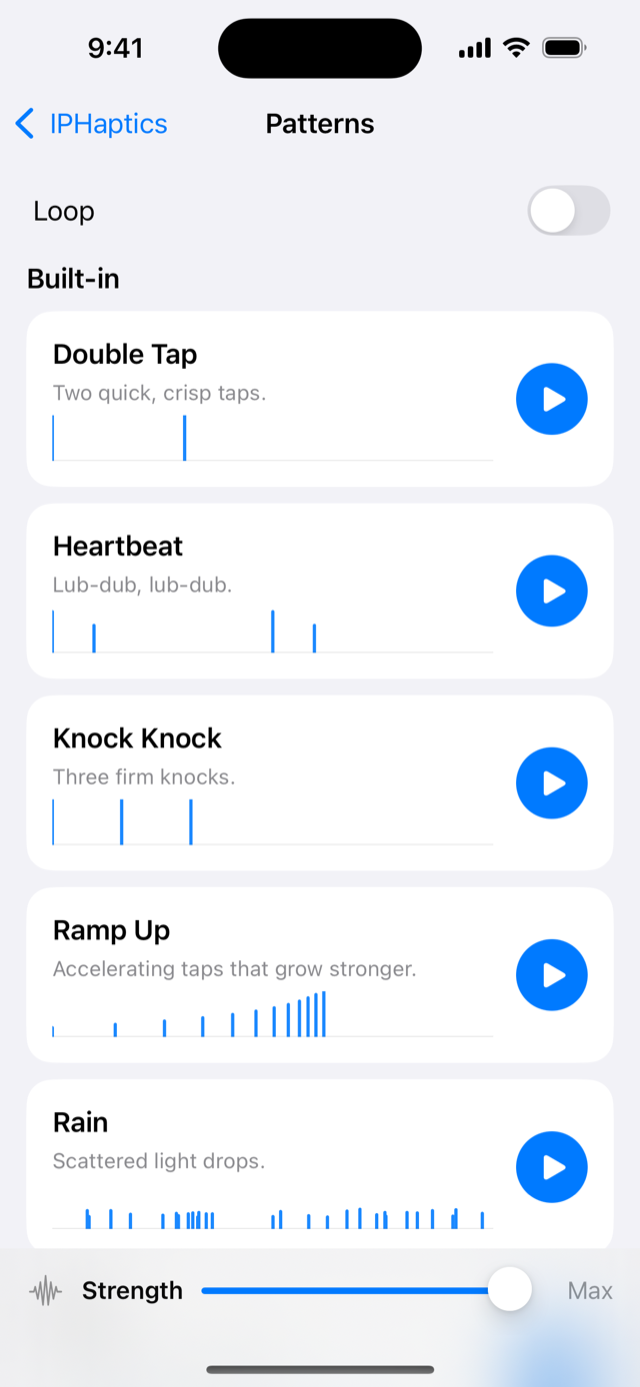 9:41
IPHaptics
Patterns
Loop
Built-in
Double Tap
Two quick, crisp taps.
Heartbeat
Lub-dub, lub-dub.
Knock Knock
Three firm knocks.
Ramp Up
Accelerating taps that grow stronger.
Rain
Scattered light drops.
Strength
Max